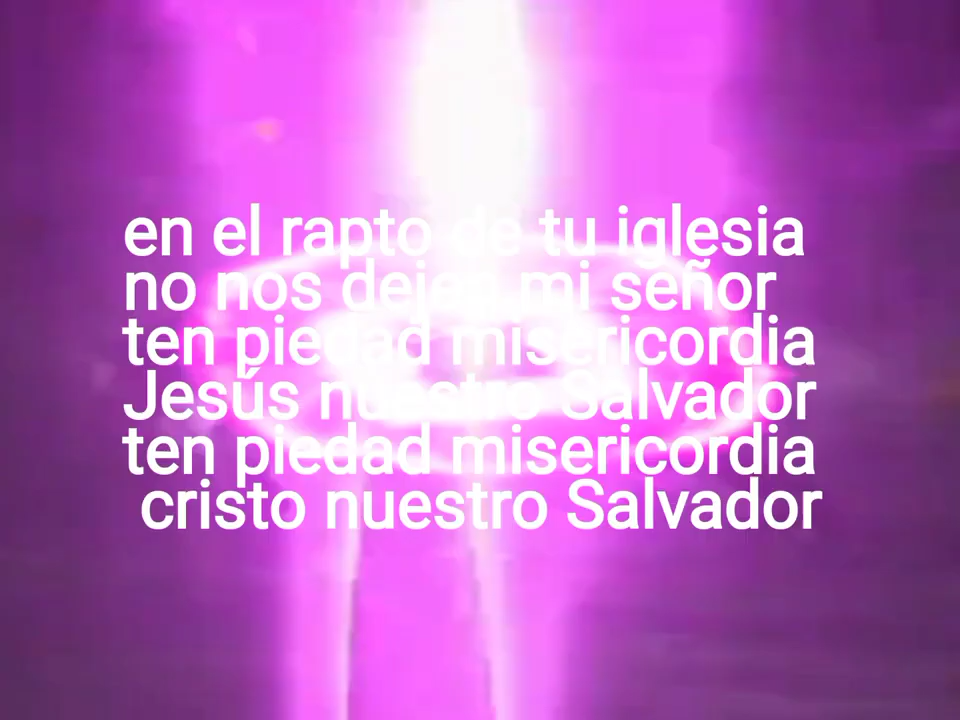 en el rapto de tu iglesia
no nos dejes mi señor
ten piedad misericordia
Jesús nuestro Salvador
ten piedad misericordia
cristo nuestro Salvador